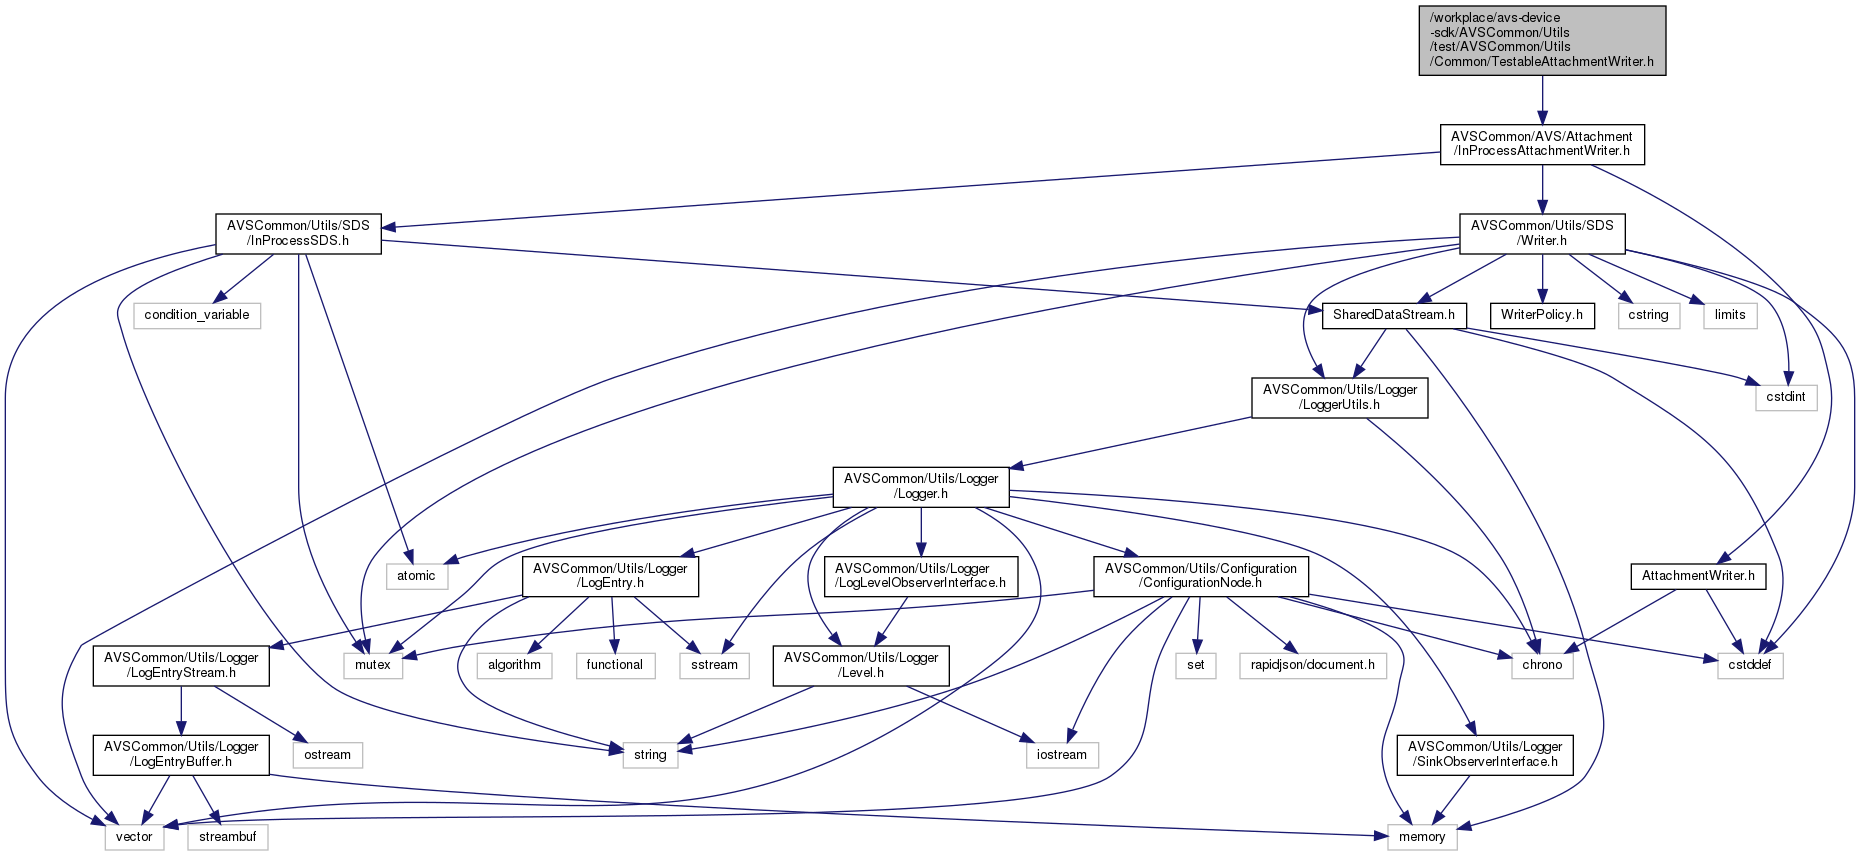 /workplace/avs-device
-sdk/AVSCommon/Utils
/test/AVSCommon/Utils
/Common/TestableAttachmentWriter.h
AVSCommon/AVS/Attachment
/InProcessAttachmentWriter.h
AVSCommon/Utils/SDS
/InProcessSDS.h
AVSCommon/Utils/SDS
/Writer.h
condition_variable
SharedDataStream.h
WriterPolicy.h
cstring
limits
AVSCommon/Utils/Logger
/LoggerUtils.h
cstdint
AVSCommon/Utils/Logger
/Logger.h
atomic
AVSCommon/Utils/Logger
/LogEntry.h
AVSCommon/Utils/Logger
/LogLevelObserverInterface.h
AVSCommon/Utils/Configuration
/ConfigurationNode.h
AttachmentWriter.h
AVSCommon/Utils/Logger
/LogEntryStream.h
mutex
algorithm
functional
sstream
AVSCommon/Utils/Logger
/Level.h
set
rapidjson/document.h
chrono
cstddef
AVSCommon/Utils/Logger
/LogEntryBuffer.h
ostream
string
iostream
AVSCommon/Utils/Logger
/SinkObserverInterface.h
vector
streambuf
memory